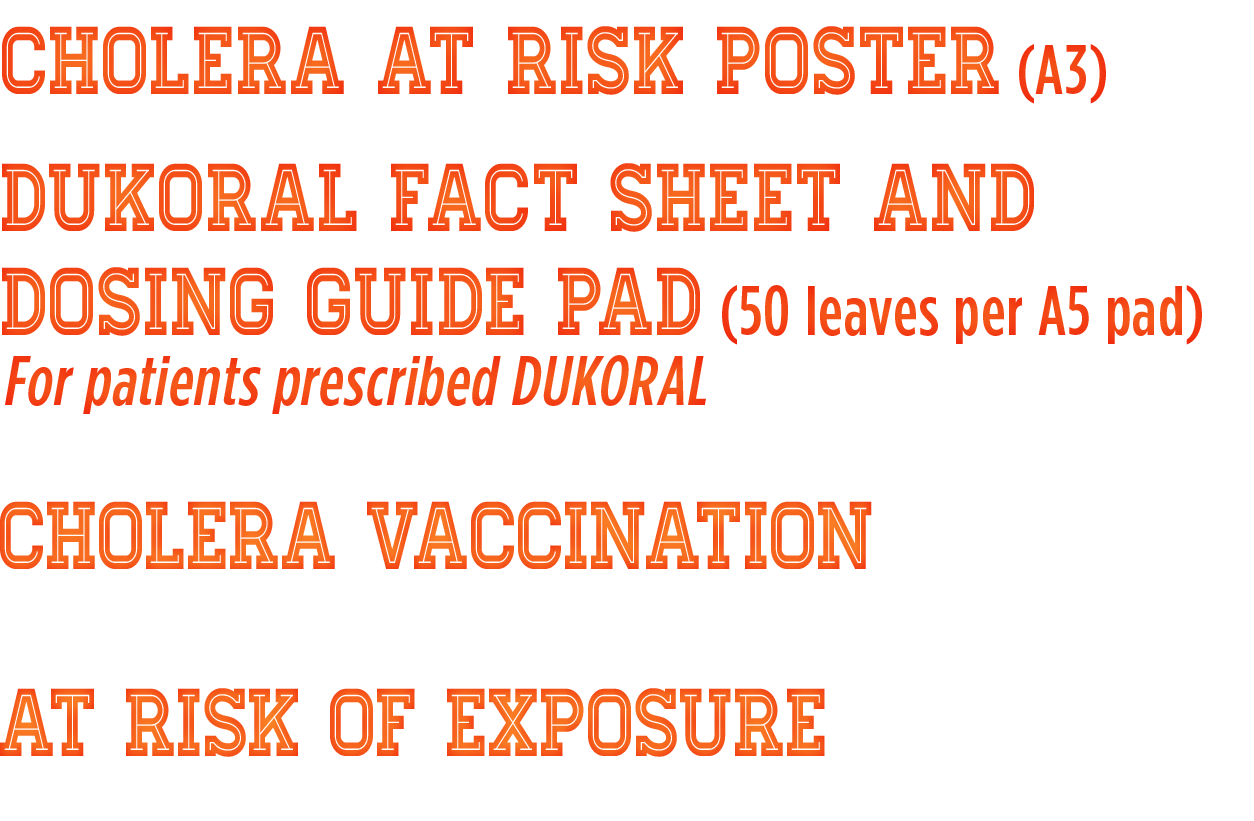 CHOLERA AT RISK POSTER (A3)
DUKORAL FACT SHEET AND
DOSING GUIDE PAD (50 leaves per A5 pad)
For patients prescribed DUKORAL
CHOLERA VACCINATION
AT RISK OF EXPOSURE